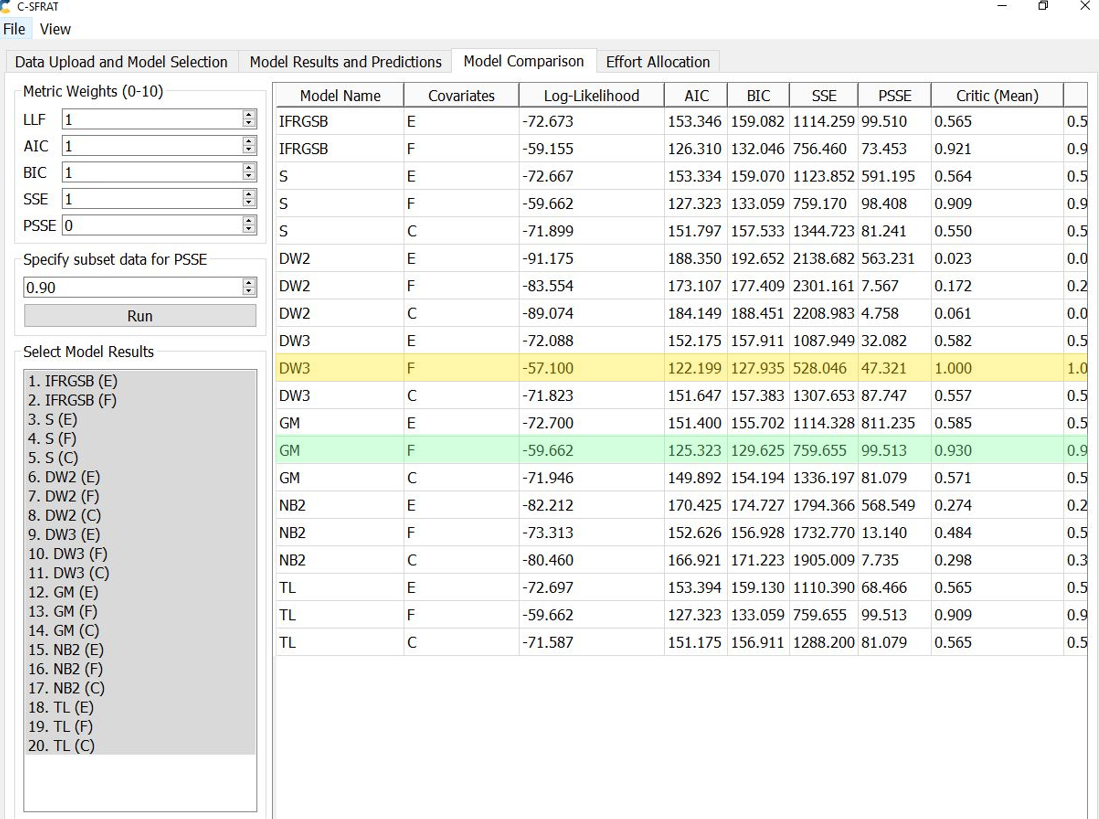 C-SFRAT
File View
Data Upload and Model Selection Model Results and Predictions Model Comparison Effort Allocation
Metric Weights (0-10)
LLF 1
AIC 1
BIC 1
SSE 1
PSSE 0
Specify subset data for PSSE
0.90
Run
Select Model Results
1. IFRGSB (E)
2. IFRGSB (F)
3. S (E)
4. S (F)
5. S (C)
6. DW2 (E)
7. DW2 (F)
8. DW2 (C)
9. DW3 (E)
10. DW3 (F)
11. DW3 (C)
12. GM (E)
13. GM (F)
14. GM (C)
15. NB2 (E)
16. NB2 (F)
17. NB2 (C)
18. TL (E)
19. TL (F)
20. TL (C)
Model Name Covariates Log-Likelihood AIC BIC SSE PSSE Critic (Mean)
IFRGSB E -72.673 153.346 159.082 1114.259 99.510 0.565 0.5
IFRGSB F -59.155 126.310 132.046 756.460 73.453 0.921 0.9
S E -72.667 153.334 159.070 1123.852 591.195 0.564 0.5
S F -59.662 127.323 133.059 759.170 98.408 0.909 0.9
S C -71.899 151.797 157.533 1344.723 81.241 0.550 0.5
DW2 E -91.175 188.350 192.652 2138.682 563.231 0.023 0.0
DW2 F -83.554 173.107 177.409 2301.161 7.567 0.172 0.2
DW2 C -89.074 184.149 188.451 2208.983 4.758 0.061 0.0
DW3 E -72.088 152.175 157.911 1087.949 32.082 0.582 0.5
DW3 F -57.100 122.199 127.935 528.046 47.321 1.000 1.0
DW3 C -71.823 151.647 157.383 1307.653 87.747 0.557 0.5
GM E -72.700 151.400 155.702 1114.328 811.235 0.585 0.5
GM F -59.662 125.323 129.625 759.655 99.513 0.930 0.9
GM C -71.946 149.892 154.194 1336.197 81.079 0.571 0.5
NB2 E -82.212 170.425 174.727 1794.366 568.549 0.274 0.2
NB2 F -73.313 152.626 156.928 1732.770 13.140 0.484 0.5
NB2 C -80.460 166.921 171.223 1905.009 7.735 0.298 0.3
TL E -72.697 153.394 159.130 1110.390 68.466 0.565 0.5
TL F -59.662 127.323 133.059 759.655 99.513 0.909 0.9
TL C -71.587 151.175 156.911 1288.200 81.079 0.565 0.5